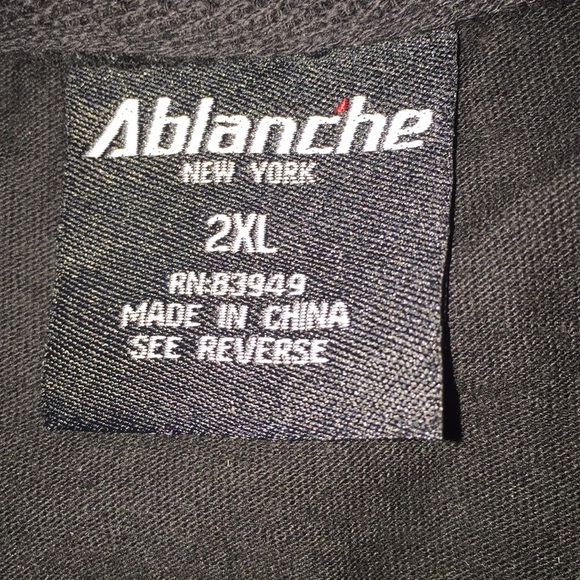 Ablanche
NEW YORK
2XL
RN:83949
MADE IN CHINA
SEE REVERSE